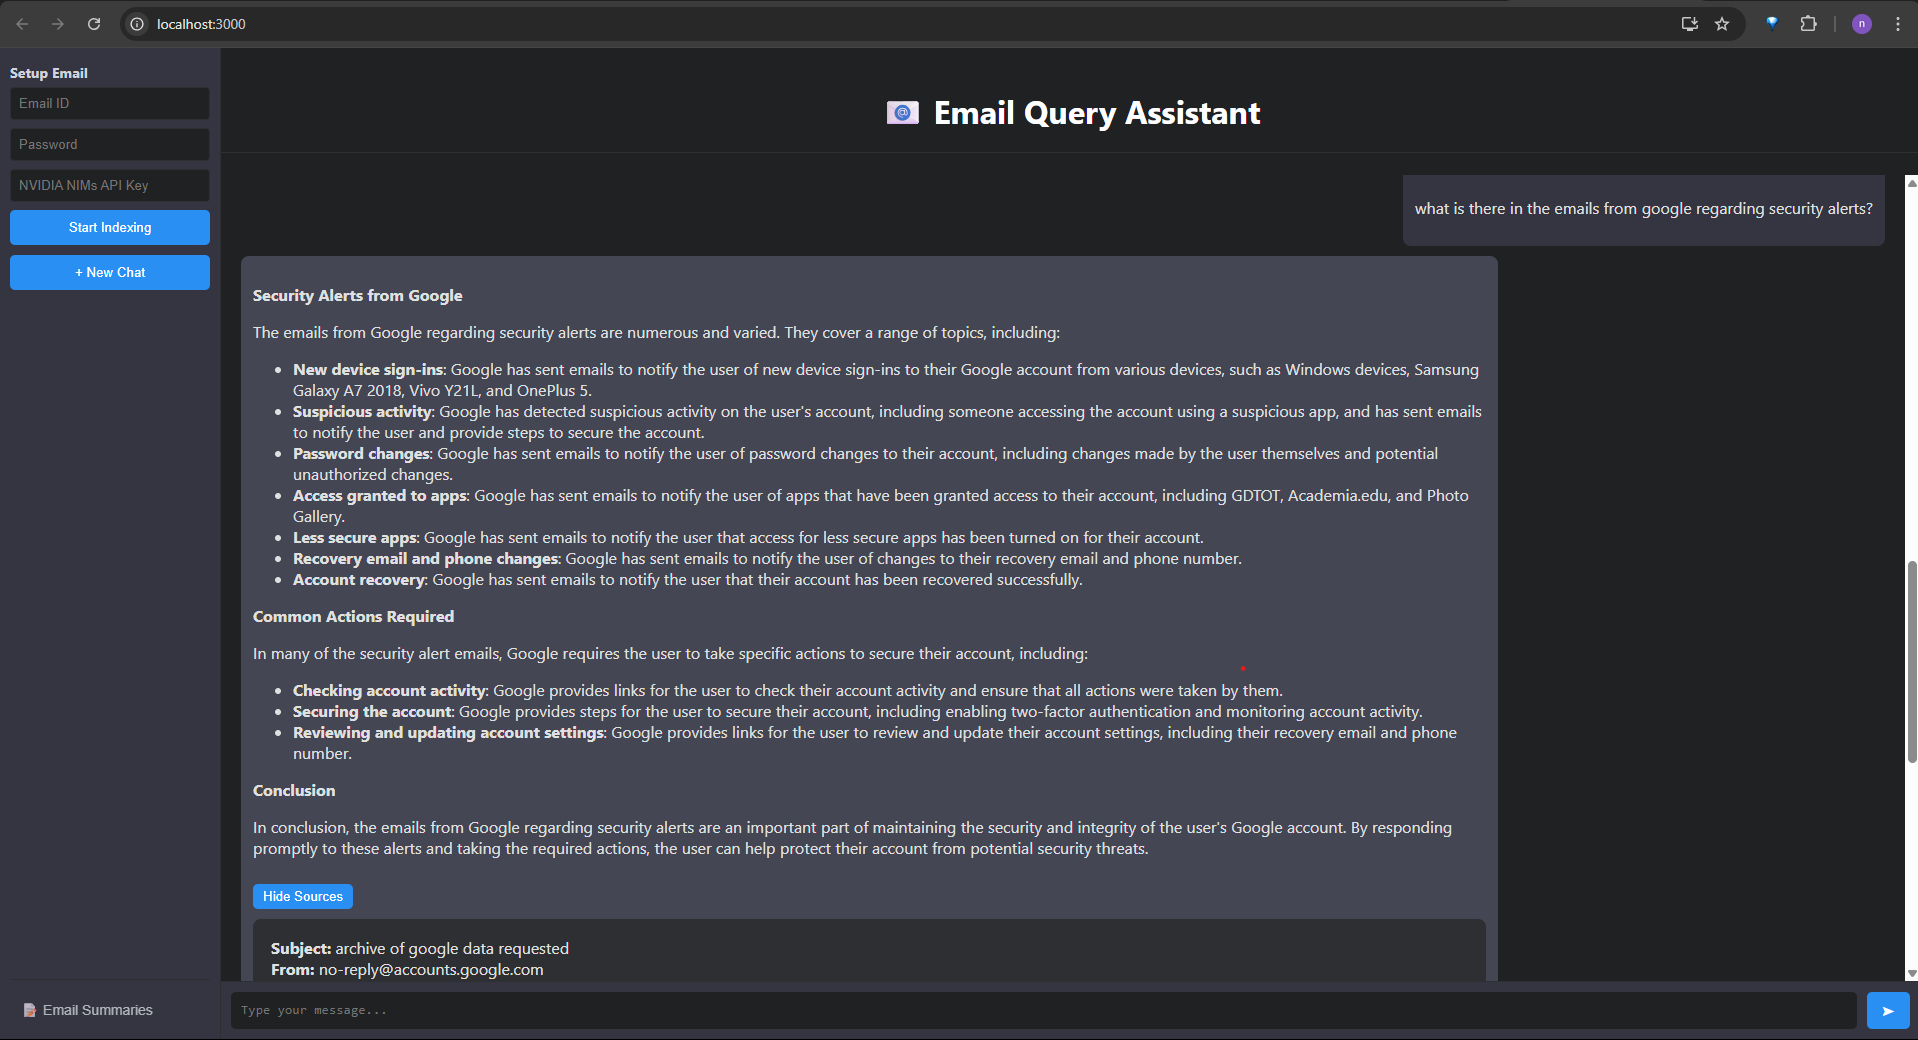 localhost:3000
n
Setup Email
Email ID
Password
NVIDIA NIMs API Key
Start Indexing
+ New Chat
Email Summaries
@ Email Query Assistant
what is there in the emails from google regarding security alerts?
Security Alerts from Google
The emails from Google regarding security alerts are numerous and varied. They cover a range of topics, including:
• New device sign-ins: Google has sent emails to notify the user of new device sign-ins to their Google account from various devices, such as Windows devices, Samsung
Galaxy A7 2018, Vivo Y21L, and OnePlus 5.
• Suspicious activity: Google has detected suspicious activity on the user's account, including someone accessing the account using a suspicious app, and has sent emails
to notify the user and provide steps to secure the account.
• Password changes: Google has sent emails to notify the user of password changes to their account, including changes made by the user themselves and potential
unauthorized changes.
• Access granted to apps: Google has sent emails to notify the user of apps that have been granted access to their account, including GDTOT, Academia.edu, and Photo
Gallery.
• Less secure apps: Google has sent emails to notify the user that access for less secure apps has been turned on for their account.
• Recovery email and phone changes: Google has sent emails to notify the user of changes to their recovery email and phone number.
• Account recovery: Google has sent emails to notify the user that their account has been recovered successfully.
Common Actions Required
In many of the security alert emails, Google requires the user to take specific actions to secure their account, including:
• Checking account activity: Google provides links for the user to check their account activity and ensure that all actions were taken by them.
• Securing the account: Google provides steps for the user to secure their account, including enabling two-factor authentication and monitoring account activity.
• Reviewing and updating account settings: Google provides links for the user to review and update their account settings, including their recovery email and phone
number.
Conclusion
In conclusion, the emails from Google regarding security alerts are an important part of maintaining the security and integrity of the user's Google account. By responding
promptly to these alerts and taking the required actions, the user can help protect their account from potential security threats.
Hide Sources
Subject: archive of google data requested
From: no-reply@accounts.google.com
Type your message...